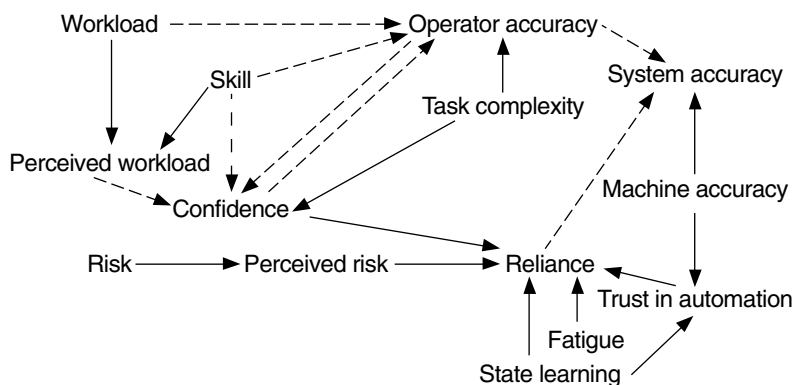 Workload
Operator accuracy
System accuracy
Skill
Task complexity
Perceived workload
Machine accuracy
Confidence
Risk
Perceived risk
Reliance
Trust in automation
Fatigue
State learning